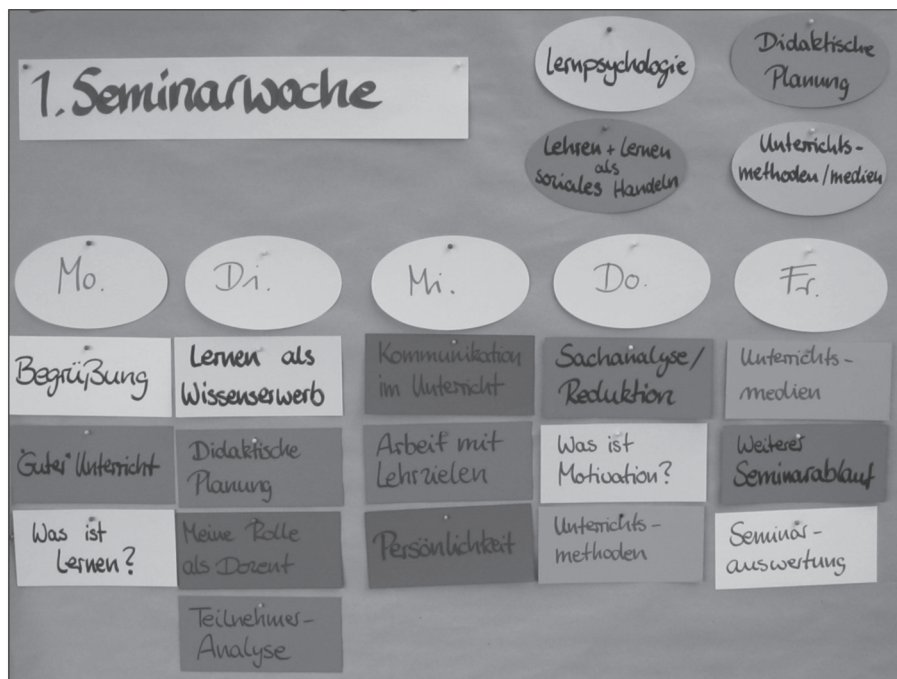 1. Seminarwoche
Lernpsychologie
Didaktische
Planung
Lehren + Lernen
als
soziales Handeln
Unterrichts-
methoden/medien
Mo.
Di.
Mi.
Do.
Fr.
Begrüßung
"Guter" Unterricht
Was ist
Lernen?
Lernen als
Wissenserwerb
Didaktische
Planung
Meine Rolle
als Dozent
Teilnehmer-
Analyse
Kommunikation
im Unterricht
Arbeit mit
Lehrzielen
Persönlichkeit
Sachanalyse/
Reduktion
Was ist
Motivation?
Unterrichts-
methoden
Unterrichts-
medien
Weiterer
Seminarablauf
Seminar-
auswertung